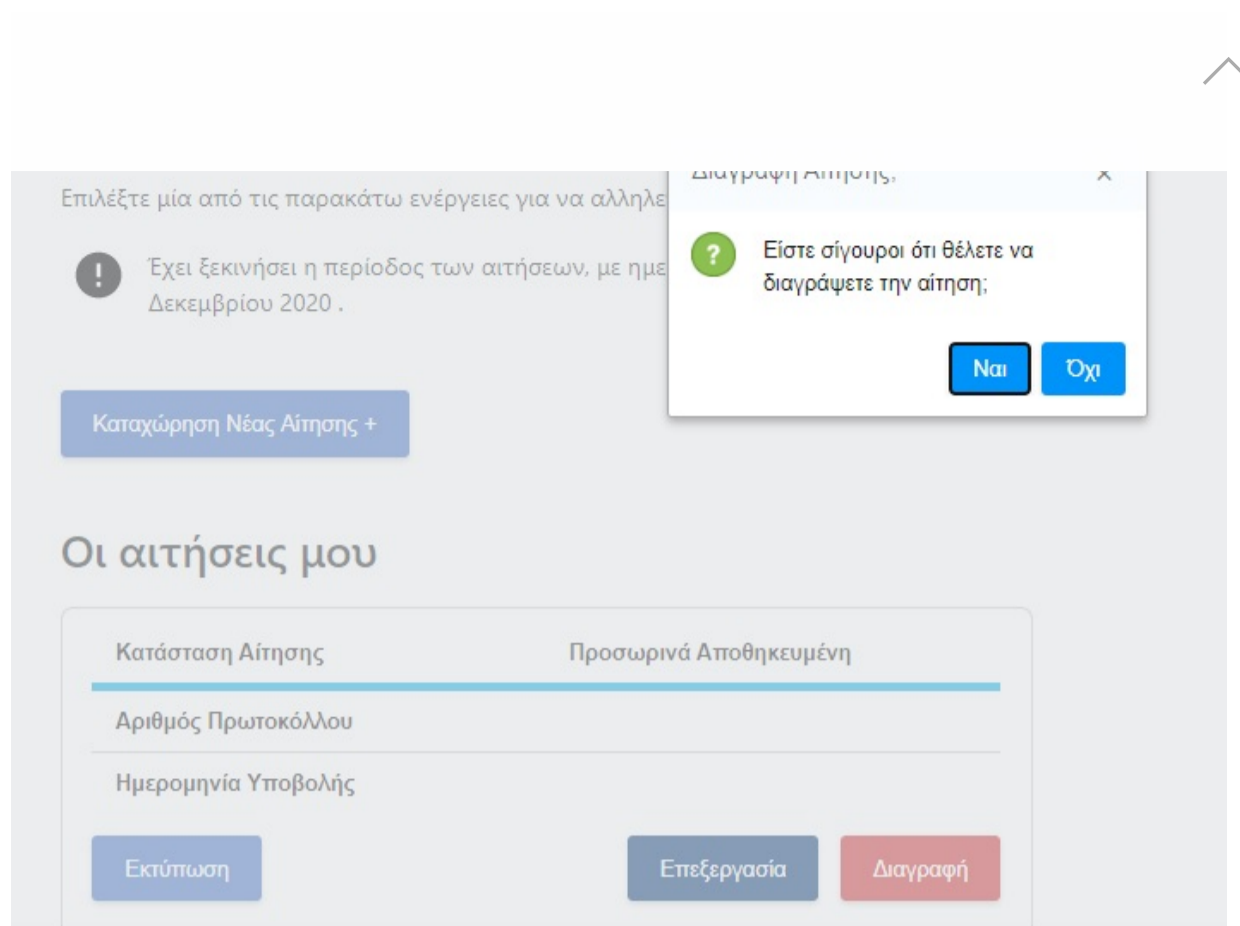 Διαγραφή Αίτησης;
Επιλέξτε μία από τις παρακάτω ενέργειες για να αλληλε
Είστε σίγουροι ότι θέλετε να
διαγράψετε την αίτηση;
Έχει ξεκινήσει η περίοδος των αιτήσεων, με ημε
Δεκεμβρίου 2020 .
Ναι
Όχι
Καταχώρηση Νέας Αίτησης +
Οι αιτήσεις μου
Κατάσταση Αίτησης Προσωρινά Αποθηκευμένη
Αριθμός Πρωτοκόλλου
Ημερομηνία Υποβολής
Εκτύπωση
Επεξεργασία
Διαγραφή